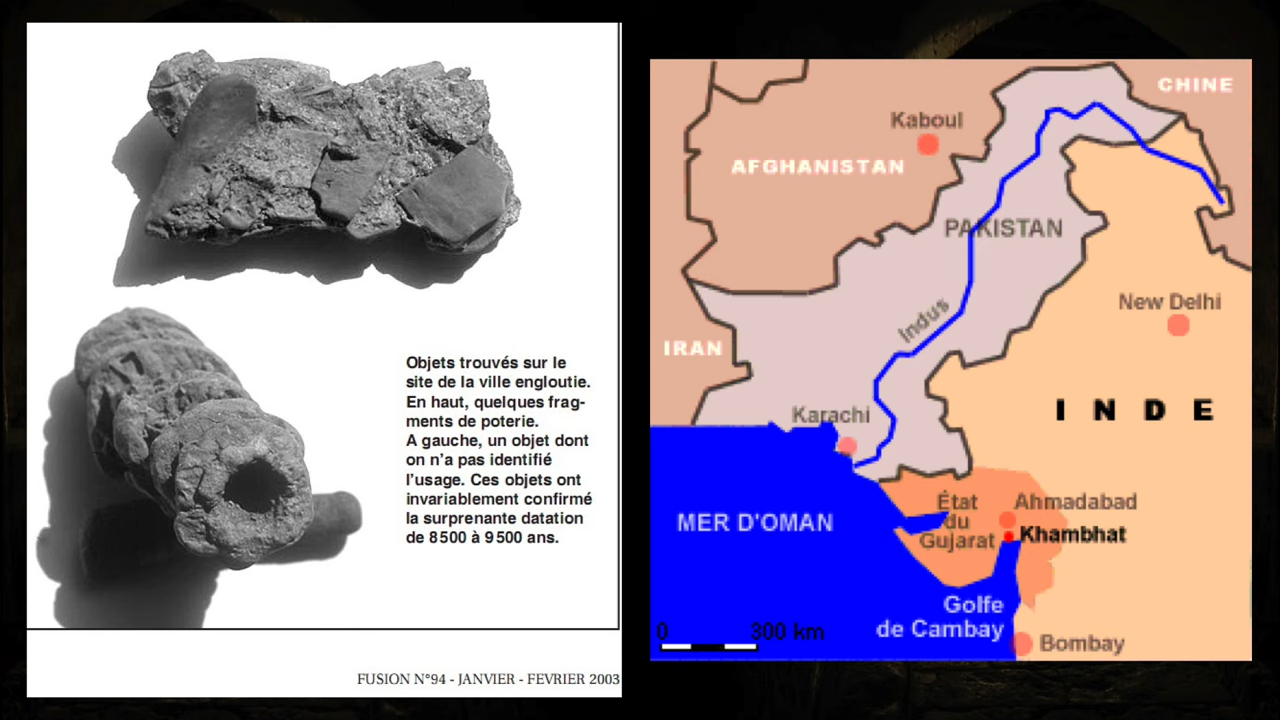 Objets trouvés sur le
site de la ville engloutie.
En haut, quelques frag-
ments de poterie.
A gauche, un objet dont
on n'a pas identifié
l'usage. Ces objets ont
invariablement confirmé
la surprenante datation
de 8500 à 9500 ans.
FUSION N°94 - JANVIER - FEVRIER 2003
CHINE
Kaboul
AFGHANISTAN
PAKISTAN
New Delhi
Indus
IRAN
INDE
Karachi
État
du
Gujarat
Ahmadabad
MER D'OMAN
Khambhat
Golfe
de Cambay
0 300 km
Bombay